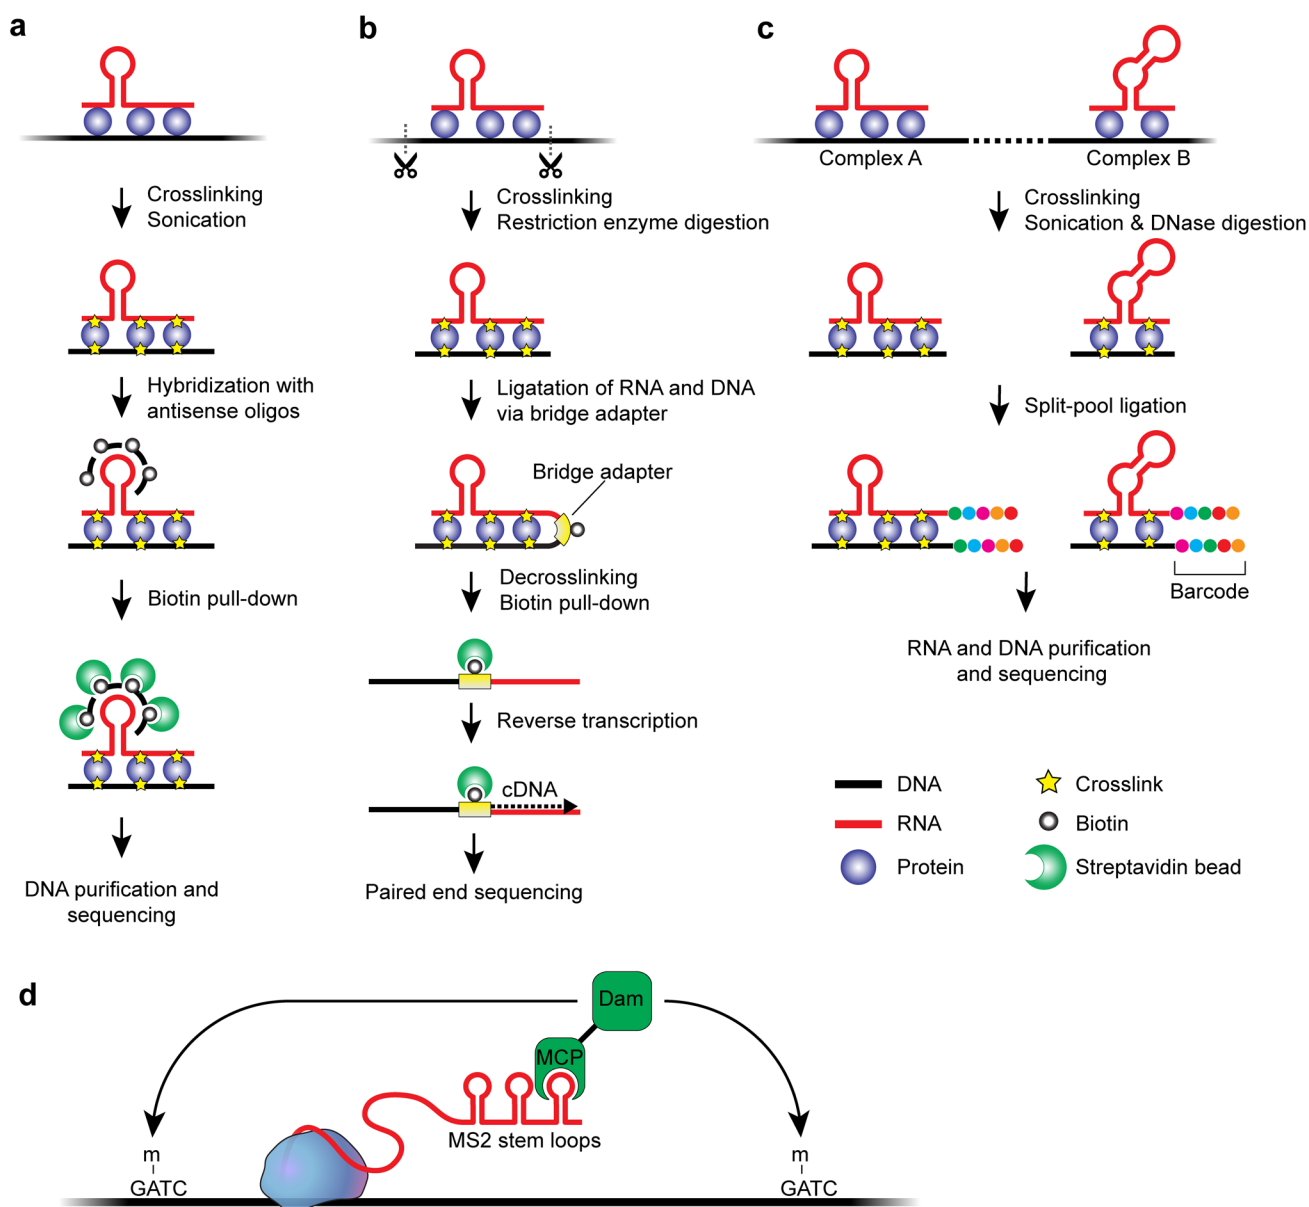 a
Crosslinking
Sonication
Hybridization with
antisense oligos
Biotin pull-down
DNA purification and
sequencing
b
Crosslinking
Restriction enzyme digestion
Ligatation of RNA and DNA
via bridge adapter
Bridge adapter
Decrosslinking
Biotin pull-down
Reverse transcription
cDNA
Paired end sequencing
c
Complex A
Complex B
Crosslinking
Sonication & DNase digestion
Split-pool ligation
Barcode
RNA and DNA purification
and sequencing
DNA
Crosslink
RNA
Biotin
Protein
Streptavidin bead
d
Dam
MCP
MS2 stem loops
m
GATC
m
GATC